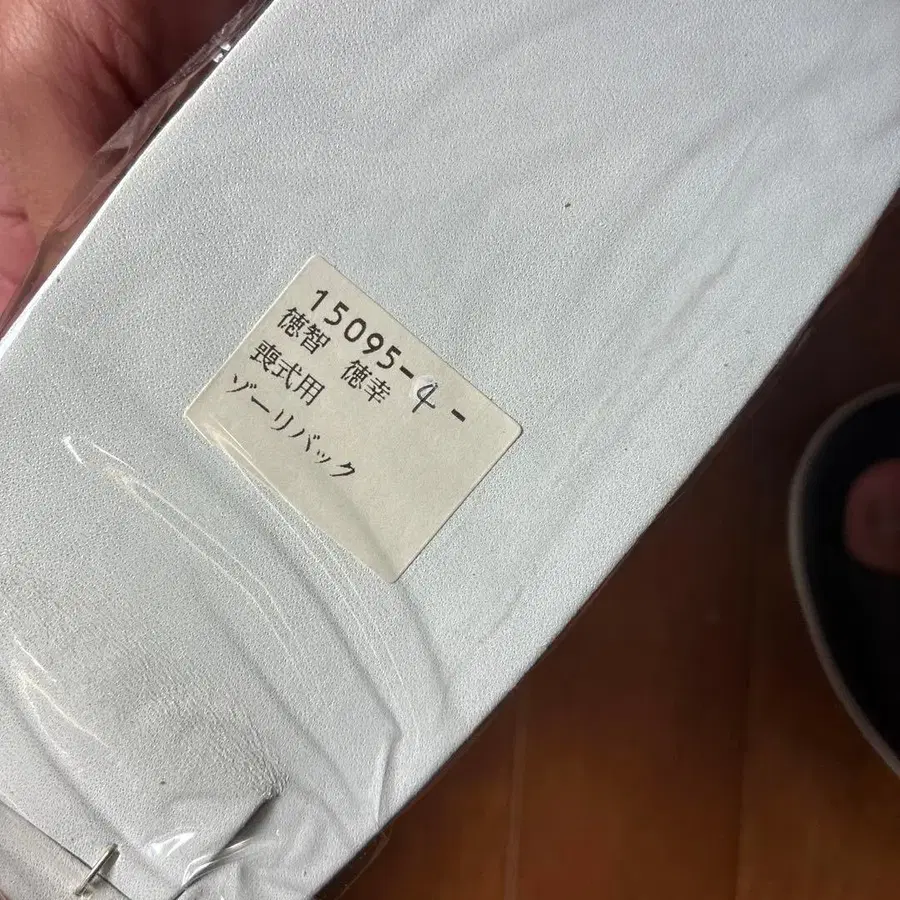 15095-4-
徳智 徳幸
喪式用
ゾーリバック